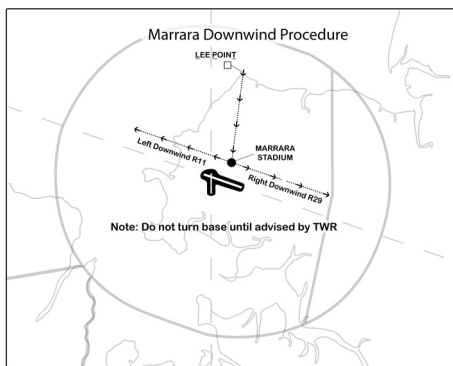 Marrara Downwind Procedure
LEE POINT
MARRARA
STADIUM
Left Downwind R11
Right Downwind R29
Note: Do not turn base until advised by TWR